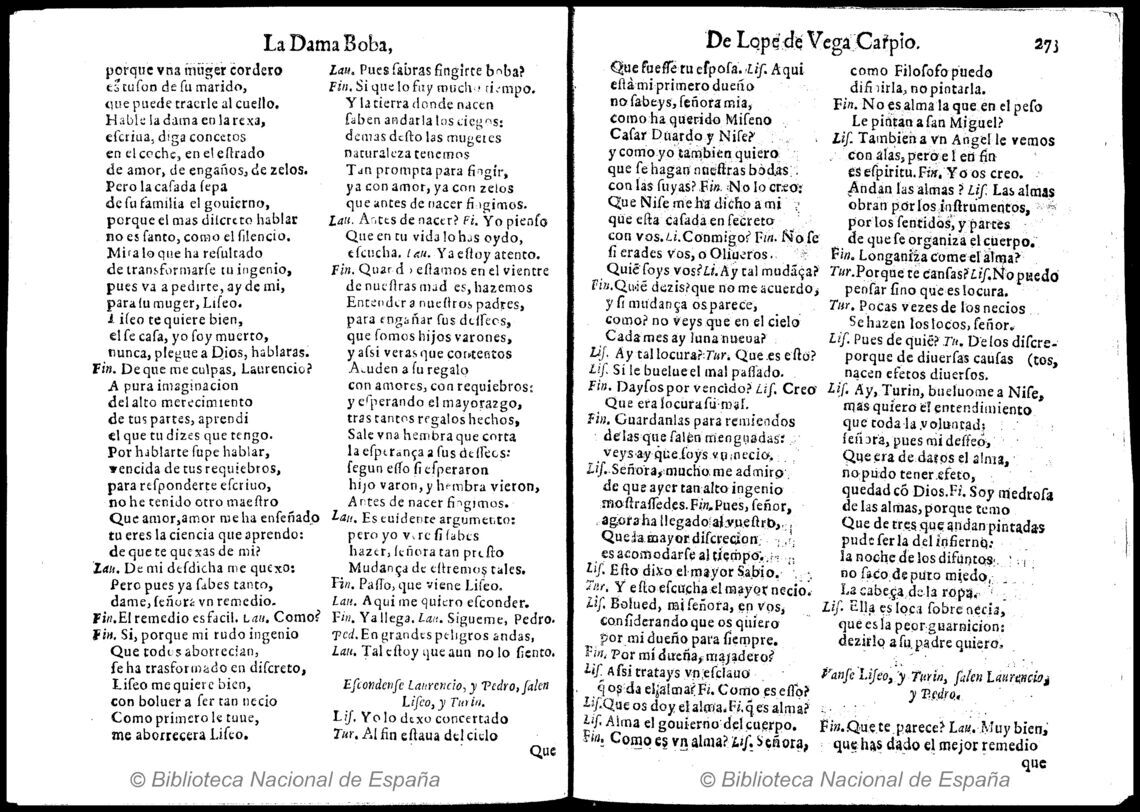 La Dama Boba,
porque vna muger cordero
es tuson de su marido,
que puede traerle al cuello.
Hable la dama en la rexa,
escriua, diga concetos
en el coche, en el estrado
de amor, de engaños, de zelos.
Pero la casada sepa
de su familia el gouierno,
porque el mas discreto hablar
no es santo, como el silencio.
Mira lo que ha resultado
de transformarse tu ingenio,
pues va a pedirte, ay de mi,
para su muger, Liseo.
Liseo te quiere bien,
el se casa, yo soy muerto,
nunca, plegue a Dios, hablaras.
Fin. De que me culpas, Laurencio?
A pura imaginacion
del alto merecimiento
de tus partes, aprendi
el que tu dizes que tengo.
Por hablarte supe hablar,
vencida de tus requiebros,
para responderte escriuo,
no he tenido otro maestro
Que amor, amor me ha enseñado
tu eres la ciencia que aprendo:
de que te quexas de mi?
Lau. De mi desdicha me quexo:
Pero pues ya sabes tanto,
dame, señora vn remedio.
Fin. El remedio es facil. Lau. Como?
Fin. Si, porque mi rudo ingenio
Que todos aborrecian,
se ha trasformado en discreto,
Liseo me quiere bien,
con boluer a ser tan necio
Como primero le tuue,
me aborrecera Liseo.
Lau. Pues sabras fingirte boba?
Fin. Si que lo fuy mucho tiempo.
Y la tierra donde nacen
saben andarla los ciegos:
demas desto las mugeres
naturaleza tenemos
Tan prompta para fingir,
ya con amor, ya con zelos
que antes de nacer fingimos.
Lau. Antes de nacer? Fi. Yo pienso
Que en tu vida lo has oydo,
escucha. Lau. Ya estoy atento.
Fin. Quando estamos en el vientre
de nuestras madres, hazemos
Entender a nuestros padres,
para engañar sus desseos,
que somos hijos varones,
y assi veras que contentos
Acuden a su regalo
con amores, con requiebros:
y esperando el mayorazgo,
tras tantos regalos hechos,
Sale vna hembra que corta
la esperança a sus desseos:
segun esso si esperaron
hijo varon, y hembra vieron,
Antes de nacer fingimos.
Lau. Es euidente argumento:
pero yo vere si sabes
hazer, señora tan presto
Mudança de estremos tales.
Fin. Passo, que viene Liseo.
Lau. Aqui me quiero esconder.
Fin. Ya llega. Lau. Sigueme, Pedro.
Ped. En grandes peligros andas,
Lau. Tal estoy que aun no lo siento.
Escondense Laurencio, y Pedro, salen
Liseo, y Turin.
Lis. Yo lo dexo concertado
Tur. Al fin estaua del cielo
Que
© Biblioteca Nacional de España
De Lope de Vega Carpio.
273
Que fuesse tu esposa. Lis. Aqui
està mi primero dueño
no sabeys, señora mia,
como ha querido Miseno
Casar Duardo y Nise?
y como yo tambien quiero
que se hagan nuestras bodas
con las suyas? Fin. No lo creo:
Que Nise me ha dicho a mi
que està casada en secreto
con vos. Li. Conmigo? Fin. No se
si erades vos, o Oliueros.
Quiē soys vos? Li. Ay tal mudāça?
Fin. Quiē dezis? que no me acuerdo,
y si mudança os parece,
como? no veys que en el cielo
Cada mes ay luna nueua?
Lis. Ay tal locura? Tur. Que es esto?
Lis. Si le buelue el mal passado.
Fin. Daysos por vencido? Lis. Creo
Que era locura su mal.
Fin. Guardanlas para remiendos
de las que salen menguadas:
veys ay que soys vn necio.
Lis. Señora, mucho me admiro
de que ayer tan alto ingenio
mostrassedes. Fin. Pues, señor,
agora ha llegado al vuestro,
Que la mayor discrecion
es acomodarse al tiempo.
Lis. Esto dixo el mayor Sabio.
Tur. Y esto escucha el mayor necio.
Lis. Bolued, mi señora, en vos,
considerando que os quiero
por mi dueño para siempre.
Fin. Por mi dueña, majadero?
Lis. Assi tratays vn esclauo
q̄ os da el alma? Fi. Como es esso?
Lis. Que os doy el alma. Fi. q̄ es alma?
Lis. Alma el gouierno del cuerpo.
Fin. Como es vn alma? Lis. Señora,
como Filosofo puedo
difinirla, no pintarla.
Fin. No es alma la que en el peso
Le pintan a san Miguel?
Lis. Tambien a vn Angel le vemos
con alas, pero el en fin
es espiritu. Fin. Yo os creo.
Andan las almas? Lis. Las almas
obran por los instrumentos,
por los sentidos, y partes
de que se organiza el cuerpo.
Fin. Longaniza come el alma?
Tur. Porque te cansas? Lis. No puedo
pensar sino que es locura.
Tur. Pocas vezes de los necios
Se hazen los locos, señor.
Lis. Pues de quiē? Tu. De los discre-
porque de diuersas causas (tos,
nacen efetos diuersos.
Lis. Ay, Turin, bueluome a Nise,
mas quiero el entendimiento
que toda la voluntad:
señora, pues mi desseo,
Que era de daros el alma,
no pudo tener efeto,
quedad cō Dios. Fi. Soy medrosa
de las almas, porque temo
Que de tres que andan pintadas
pude ser la del infierno:
la noche de los difuntos
no saco de puro miedo,
La cabeça de la ropa.
Lis. Ella es loca sobre necia,
que es la peor guarnicion:
dezirlo a su padre quiero.
Vanse Liseo, y Turin, salen Laurencio,
y Pedro.
Fin. Que te parece? Lau. Muy bien,
que has dado el mejor remedio
que
© Biblioteca Nacional de España